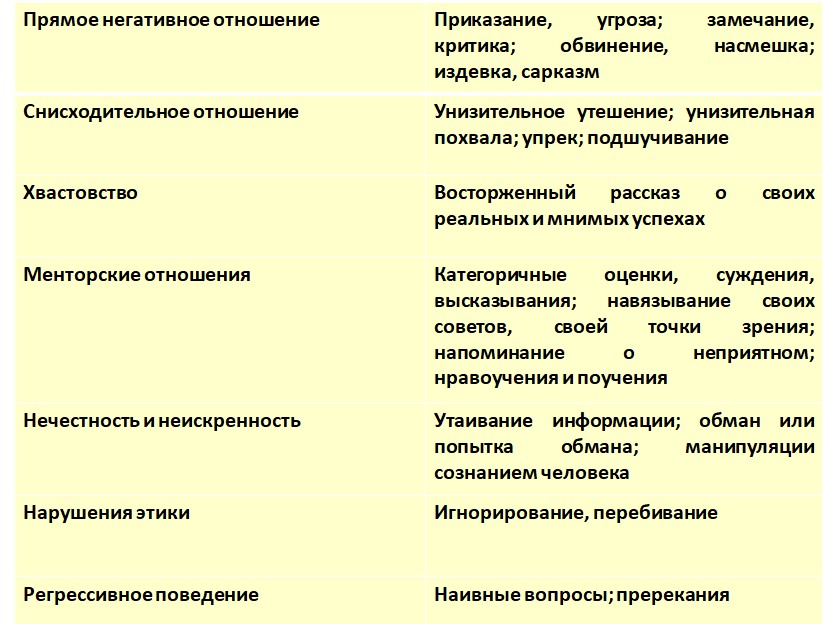 Прямое негативное отношение
Приказание, угроза; замечание,
критика; обвинение, насмешка;
издевка, сарказм
Снисходительное отношение
Унизительное утешение; унизительная
похвала; упрек; подшучивание
Хвастовство
Восторженный рассказ о своих
реальных и мнимых успехах
Менторские отношения
Категоричные оценки, суждения,
высказывания; навязывание своих
советов, своей точки зрения;
напоминание о неприятном;
нравоучения и поучения
Нечестность и неискренность
Утаивание информации; обман или
попытка обмана; манипуляции
сознанием человека
Нарушения этики
Игнорирование, перебивание
Регрессивное поведение
Наивные вопросы; пререкания